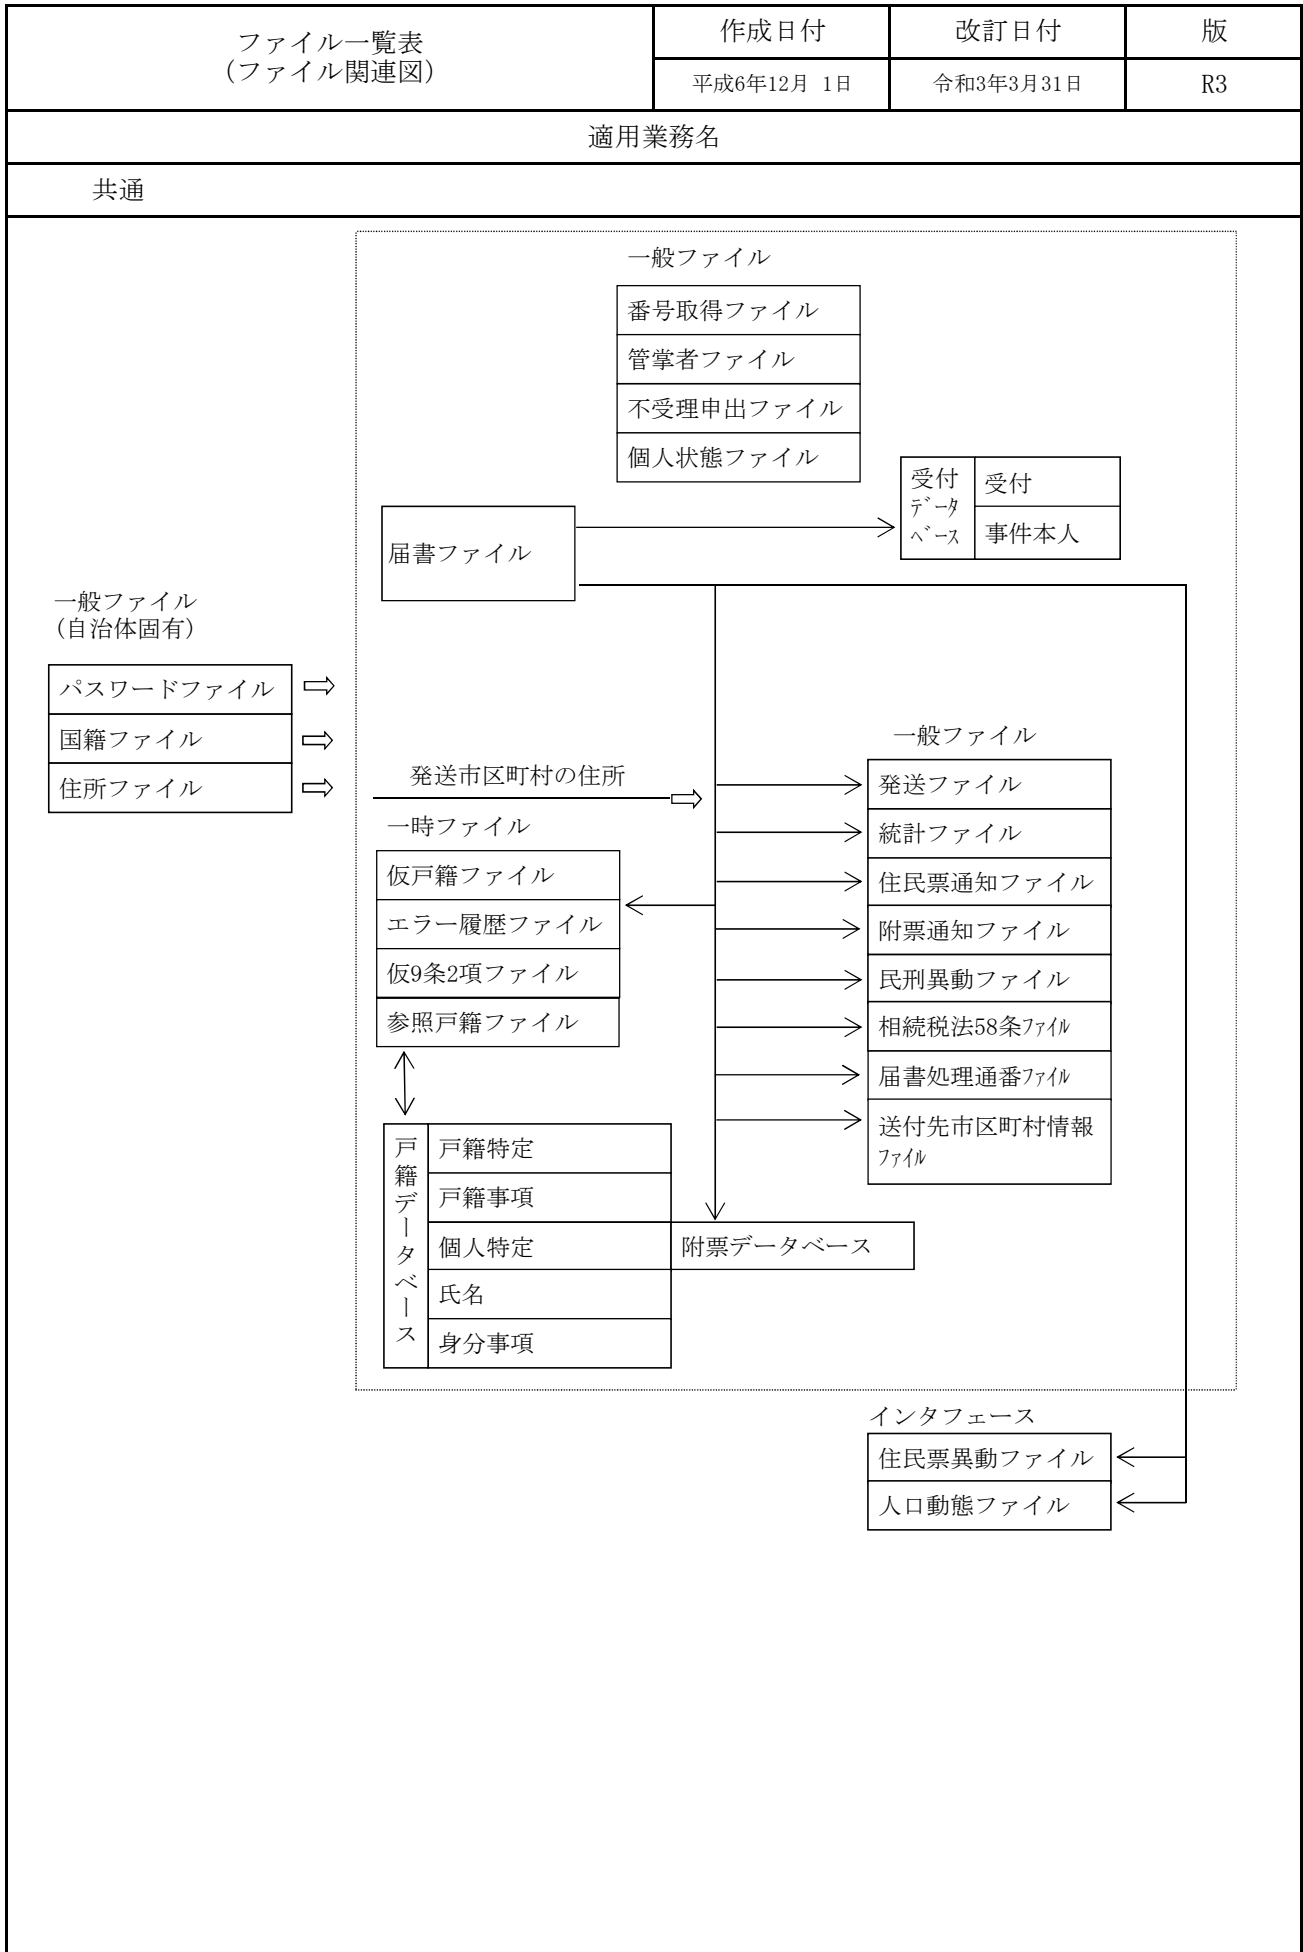 ファイル一覧表
(ファイル関連図)
作成日付
改訂日付
版
平成6年12月 1日
令和3年3月31日
R3
適用業務名
共通
一般ファイル
番号取得ファイル
管掌者ファイル
不受理申出ファイル
個人状態ファイル
受付
データ
ベース
受付
事件本人
届書ファイル
一般ファイル
(自治体固有)
パスワードファイル
国籍ファイル
住所ファイル
発送市区町村の住所
一時ファイル
仮戸籍ファイル
エラー履歴ファイル
仮9条2項ファイル
参照戸籍ファイル
一般ファイル
発送ファイル
統計ファイル
住民票通知ファイル
附票通知ファイル
民刑異動ファイル
相続税法58条ファイル
届書処理通番ファイル
送付先市区町村情報
ファイル
戸籍データベース
戸籍特定
戸籍事項
個人特定
氏名
身分事項
附票データベース
インタフェース
住民票異動ファイル
人口動態ファイル